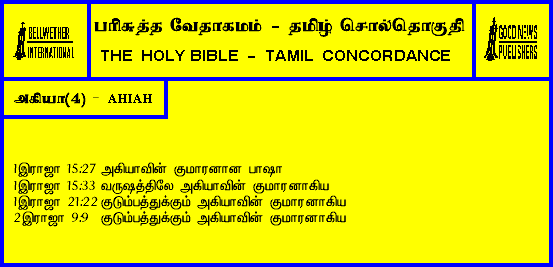 BELLWETHER
INTERNATIONAL
பரிசுத்த வேதாகமம் - தமிழ் சொல்தொகுதி
THE HOLY BIBLE - TAMIL CONCORDANCE
GOOD NEWS
PUBLISHERS
அகியா(4) - AHIAH
1இராஜா 15:27 அகியாவின் குமாரனான பாஷா
1இராஜா 15:33 வருஷத்திலே அகியாவின் குமாரனாகிய
1இராஜா 21:22 குடும்பத்துக்கும் அகியாவின் குமாரனாகிய
2இராஜா 9:9 குடும்பத்துக்கும் அகியாவின் குமாரனாகிய